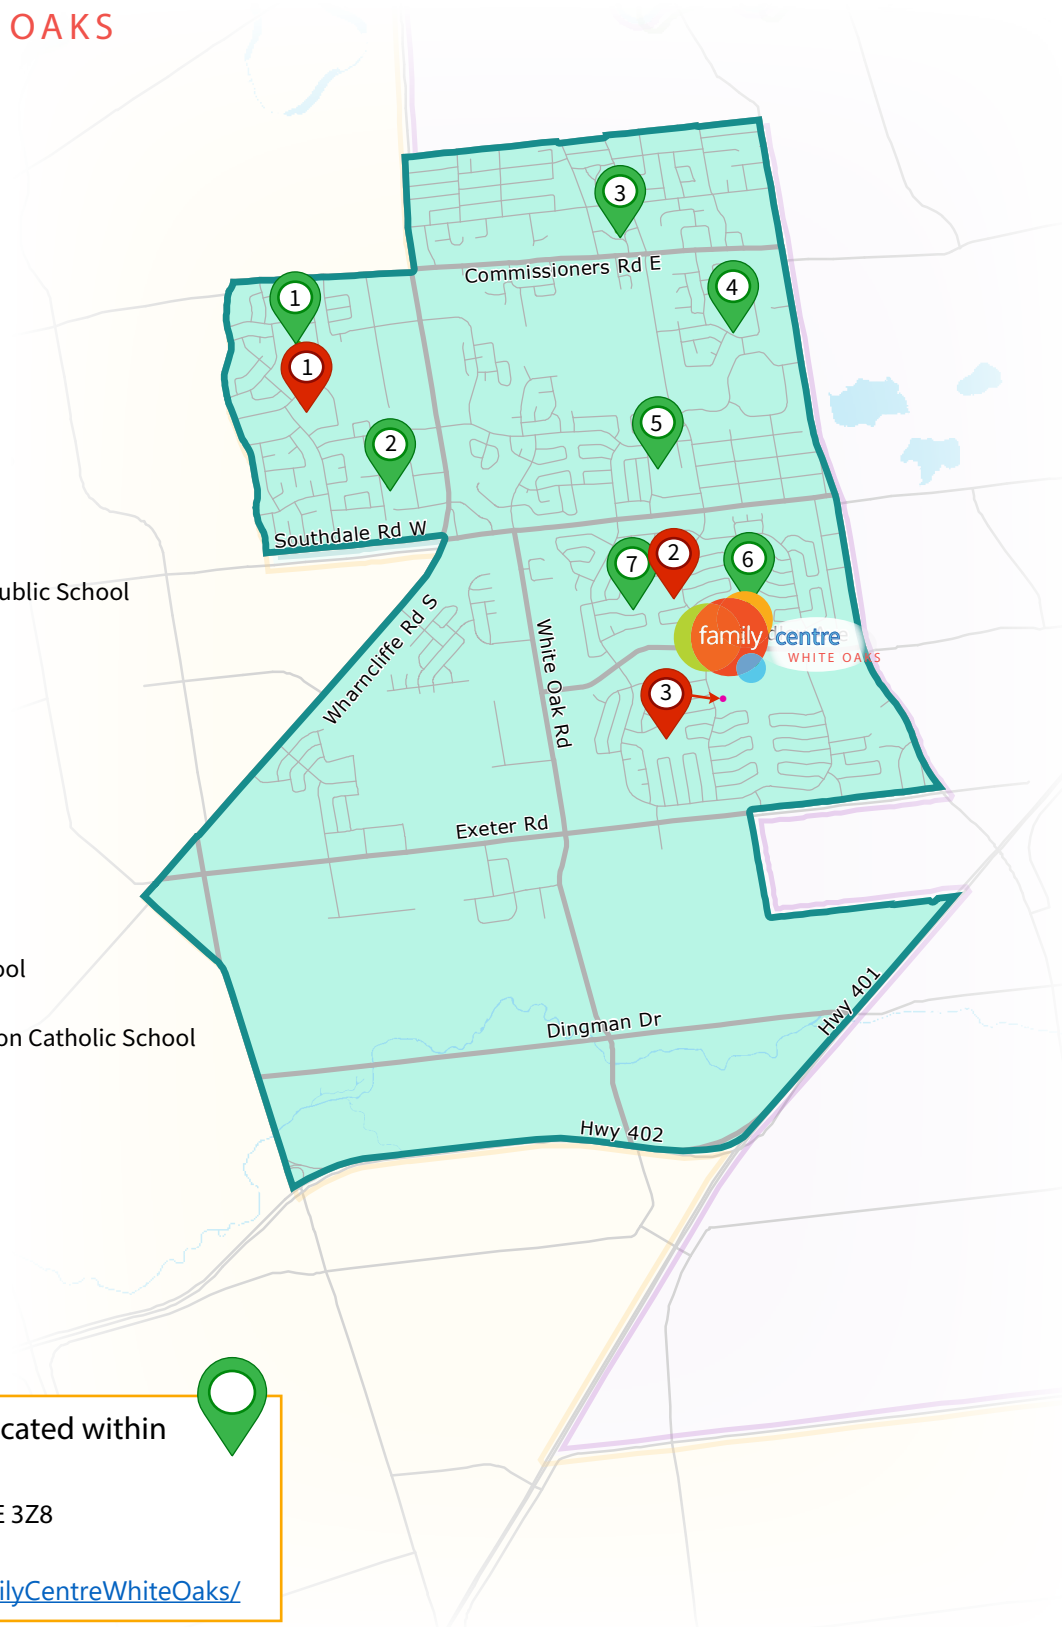 OAKS
3
Commissioners Rd E
4
1
1
5
2
Southdale Rd W
7
2
6
ublic School
Wharncliffe Rd S
White Oak Rd
family centre
WHITE OAKS
3
Exeter Rd
ool
Hwy 401
Dingman Dr
on Catholic School
Hwy 402
cated within
E 3Z8
ilyCentreWhiteOaks/